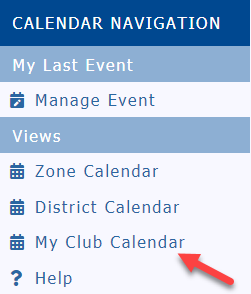 CALENDAR NAVIGATION
My Last Event
Manage Event
Views
Zone Calendar
District Calendar
My Club Calendar
Help